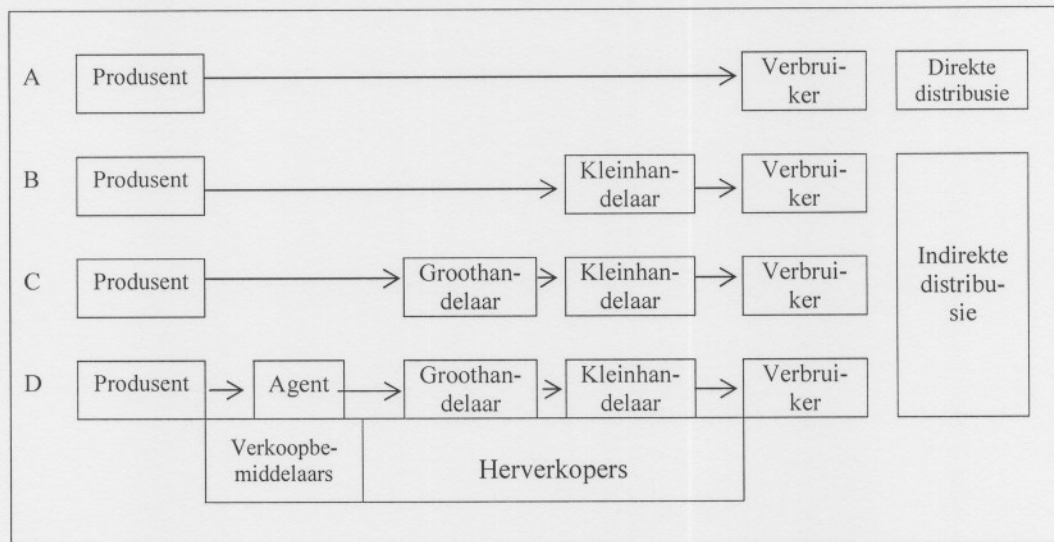 A
Produsent
Verbrui-
ker
Direkte
distribusie
B
Produsent
Kleinhan-
delaar
Verbrui-
ker
Indirekte
distribu-
sie
C
Produsent
Groothan-
delaar
Kleinhan-
delaar
Verbrui-
ker
D
Produsent
Agent
Groothan-
delaar
Kleinhan-
delaar
Verbrui-
ker
Verkoopbe-
middelaars
Herverkopers